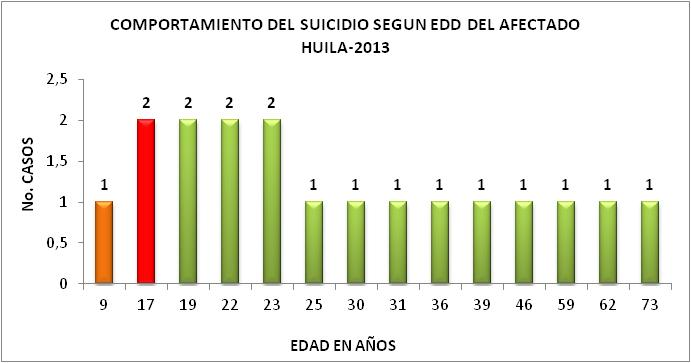 COMPORTAMIENTO DEL SUICIDIO SEGUN EDD DEL AFECTADO
HUILA-2013
No. CASOS
2,5
2
1,5
1
0,5
0
1 2 2 2 2 1 1 1 1 1 1 1 1 1
9 17 19 22 23 25 30 31 36 39 46 59 62 73
EDAD EN AÑOS